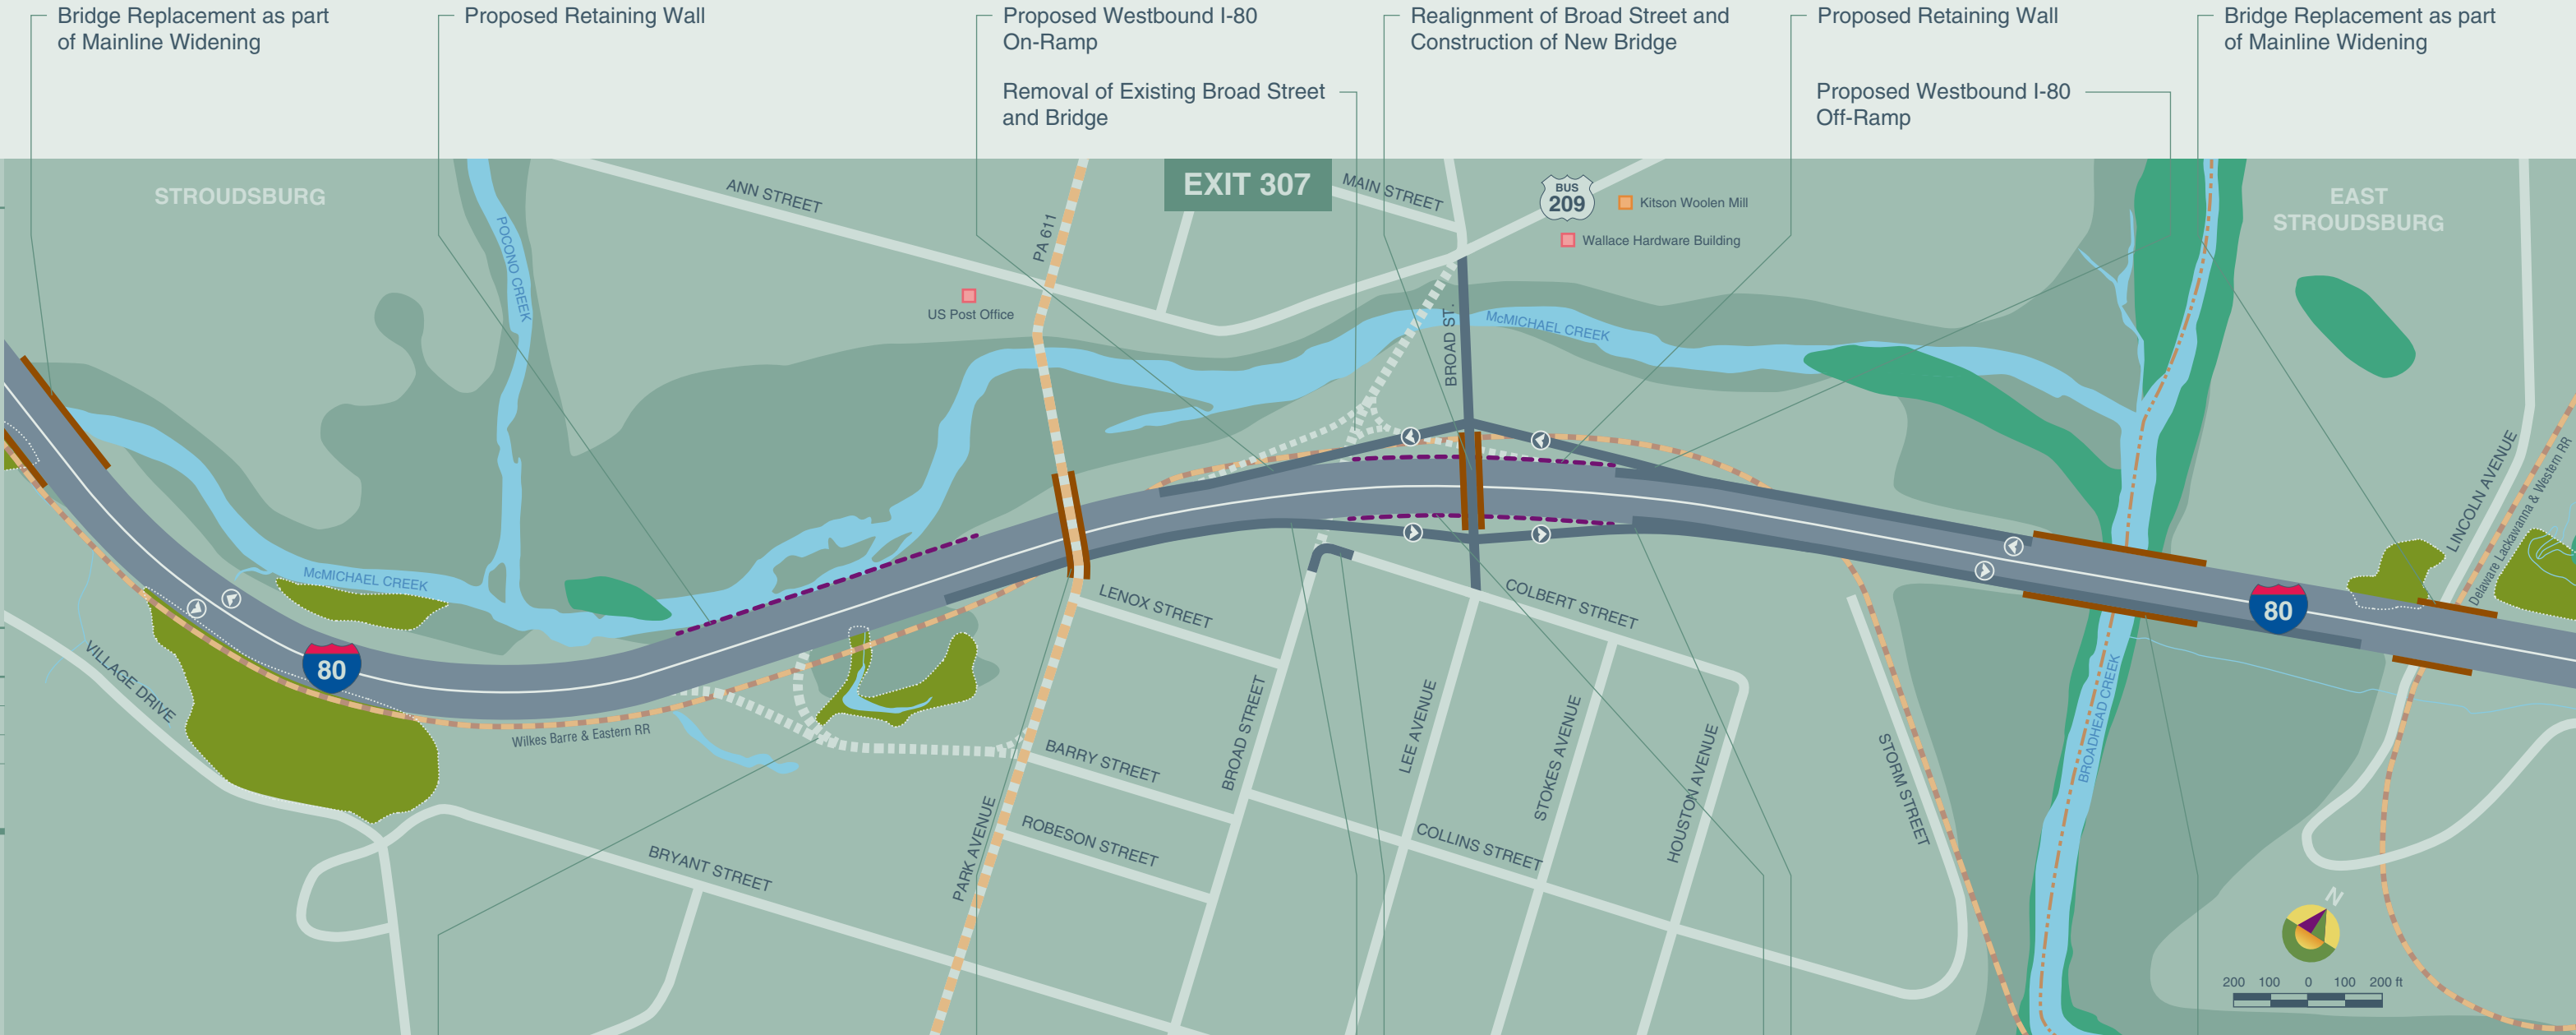 Bridge Replacement as part
of Mainline Widening
Proposed Retaining Wall
Proposed Westbound I-80
On-Ramp
Removal of Existing Broad Street
and Bridge
Realignment of Broad Street and
Construction of New Bridge
Proposed Retaining Wall
Proposed Westbound I-80
Off-Ramp
Bridge Replacement as part
of Mainline Widening
STROUDSBURG
POCONO CREEK
ANN STREET
PA 611
EXIT 307
MAIN STREET
BUS
209
Kitson Woolen Mill
Wallace Hardware Building
EAST
STROUDSBURG
US Post Office
BROAD ST.
McMICHAEL CREEK
LINCOLN AVENUE
Delaware Lackawanna & Western RR
McMICHAEL CREEK
LENOX STREET
COLBERT STREET
80
80
VILLAGE DRIVE
Wilkes Barre & Eastern RR
BARRY STREET
BROAD STREET
LEE AVENUE
STOKES AVENUE
HOUSTON AVENUE
STORM STREET
BROADHEAD CREEK
BRYANT STREET
PARK AVENUE
ROBESON STREET
COLLINS STREET
N
200 100 0 100 200 ft